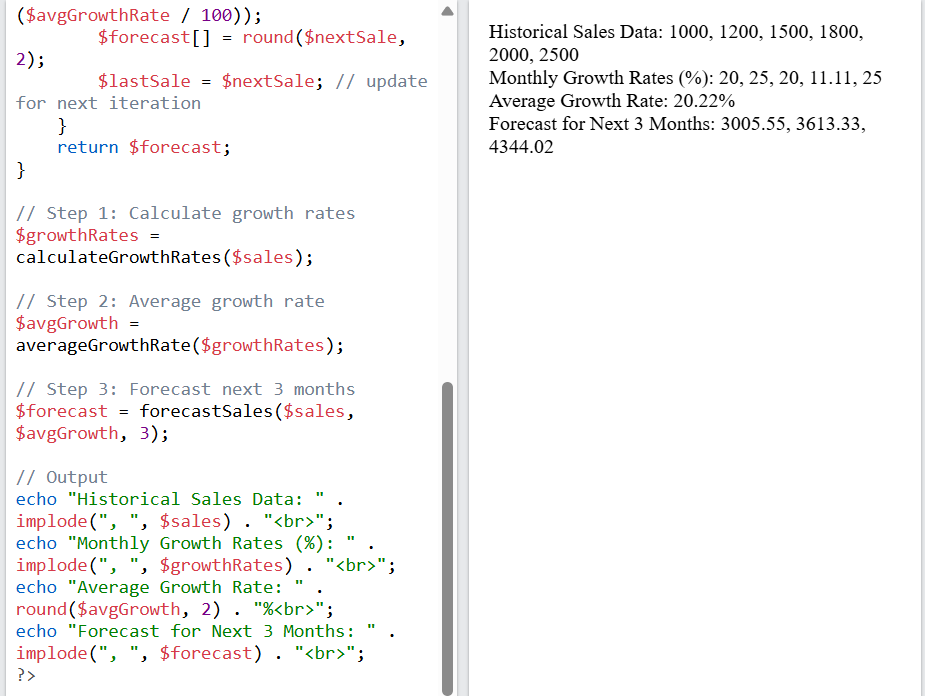 ($avgGrowthRate / 100));
        $forecast[] = round($nextSale,
2);
        $lastSale = $nextSale; // update
for next iteration
    }
    return $forecast;
}

// Step 1: Calculate growth rates
$growthRates =
calculateGrowthRates($sales);

// Step 2: Average growth rate
$avgGrowth =
averageGrowthRate($growthRates);

// Step 3: Forecast next 3 months
$forecast = forecastSales($sales,
$avgGrowth, 3);

// Output
echo "Historical Sales Data: " .
implode(", ", $sales) . "<br>";
echo "Monthly Growth Rates (%): " .
implode(", ", $growthRates) . "<br>";
echo "Average Growth Rate: " .
round($avgGrowth, 2) . "%<br>";
echo "Forecast for Next 3 Months: " .
implode(", ", $forecast) . "<br>";
?>
Historical Sales Data: 1000, 1200, 1500, 1800,
2000, 2500
Monthly Growth Rates (%): 20, 25, 20, 11.11, 25
Average Growth Rate: 20.22%
Forecast for Next 3 Months: 3005.55, 3613.33,
4344.02